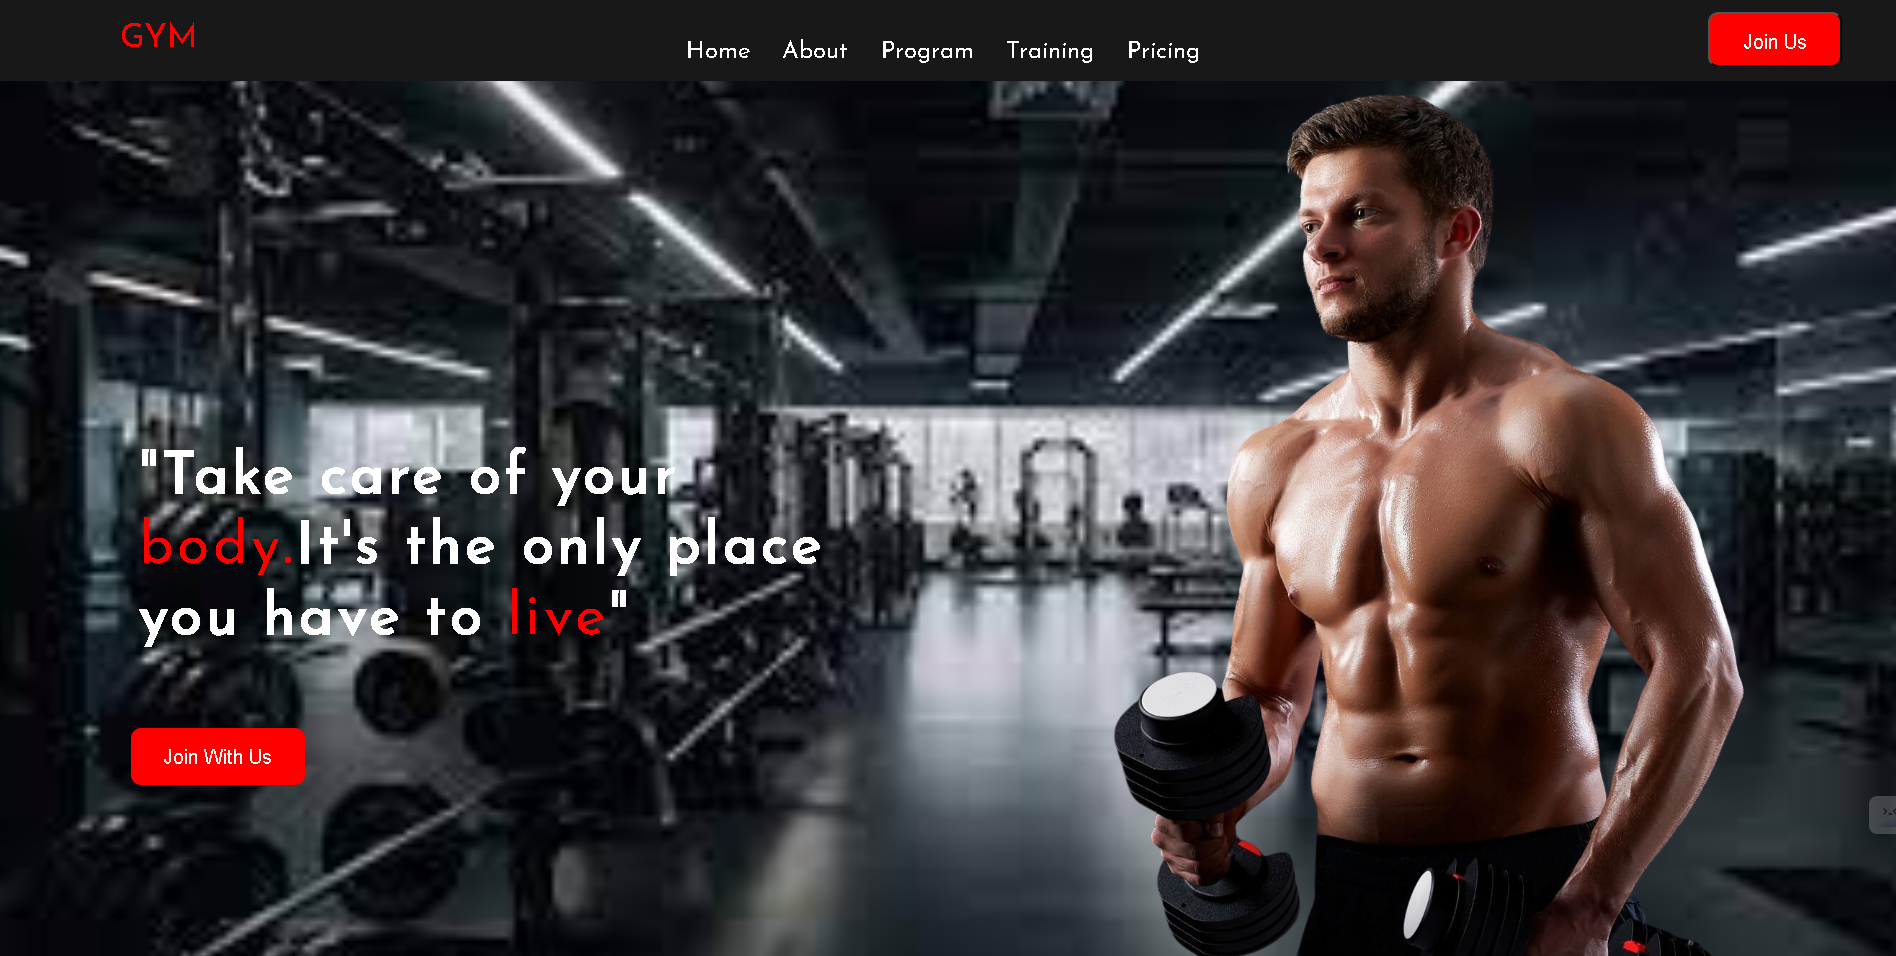 GYM
Home About Program Training Pricing
Join Us
"Take care of your
body.It's the only place
you have to live"
Join With Us